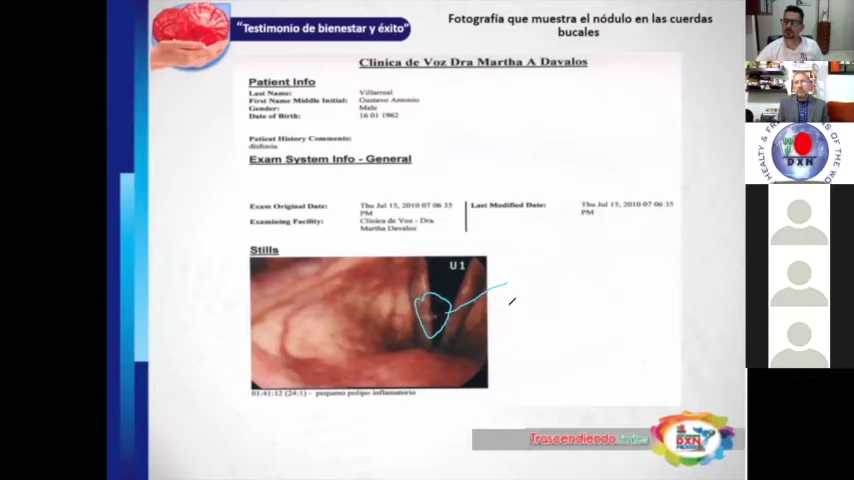 "Testimonio de bienestar y éxito"
Fotografía que muestra el nódulo en las cuerdas
bucales
Clinica de Voz Dra Martha A Davalos
Patient Info
Last Name: Villarreal
First Name Middle Initial: Gustavo Antonio
Gender: Male
Date of Birth: 16 01 1962
Patient History Comments:
disfonia
Exam System Info - General
Exam Original Date: Thu Jul 15, 2010 07 06 35
PM
Last Modified Date: Thu Jul 15, 2010 07 06 35
PM
Examining Facility: Clinica de Voz - Dra.
Martha Davalos
Stills
U1
01:41:12 (24:1) - pequeno polipo inflamatorio
Trascendiendo
DXN
DXN